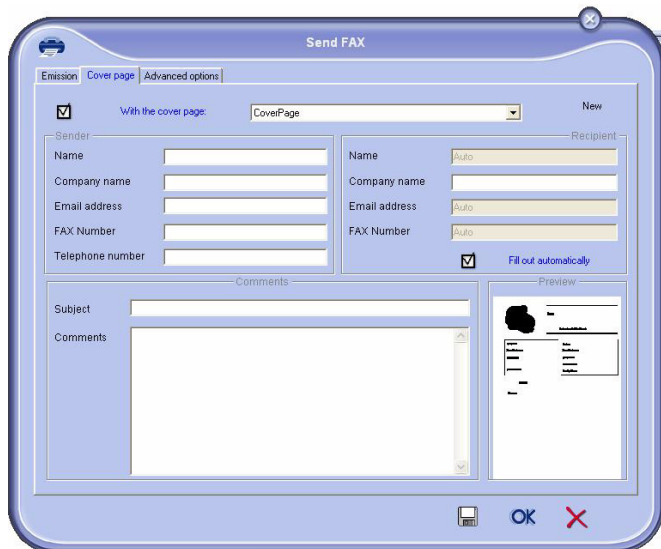 Send FAX
Emission Cover page Advanced options
With the cover page: CoverPage New
Sender
Name
Company name
Email address
FAX Number
Telephone number
Recipient
Name Auto
Company name
Email address Auto
FAX Number Auto
Fill out automatically
Comments
Subject
Comments
Preview
OK